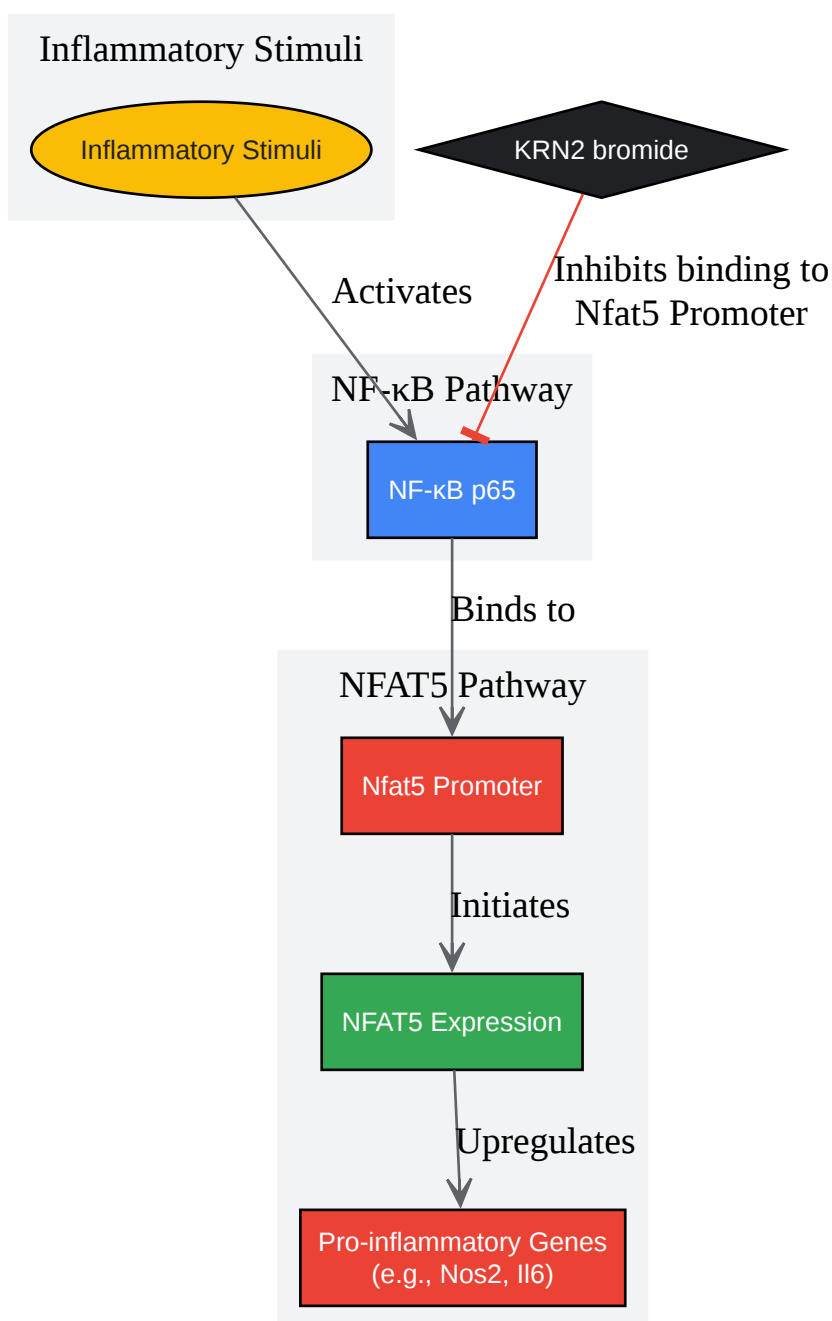 Inflammatory Stimuli
Inflammatory Stimuli
KRN2 bromide
Activates
Inhibits binding to
Nfat5 Promoter
NF-κB Pathway
NF-κB p65
Binds to
NFAT5 Pathway
Nfat5 Promoter
Initiates
NFAT5 Expression
Upregulates
Pro-inflammatory Genes
(e.g., Nos2, Il6)